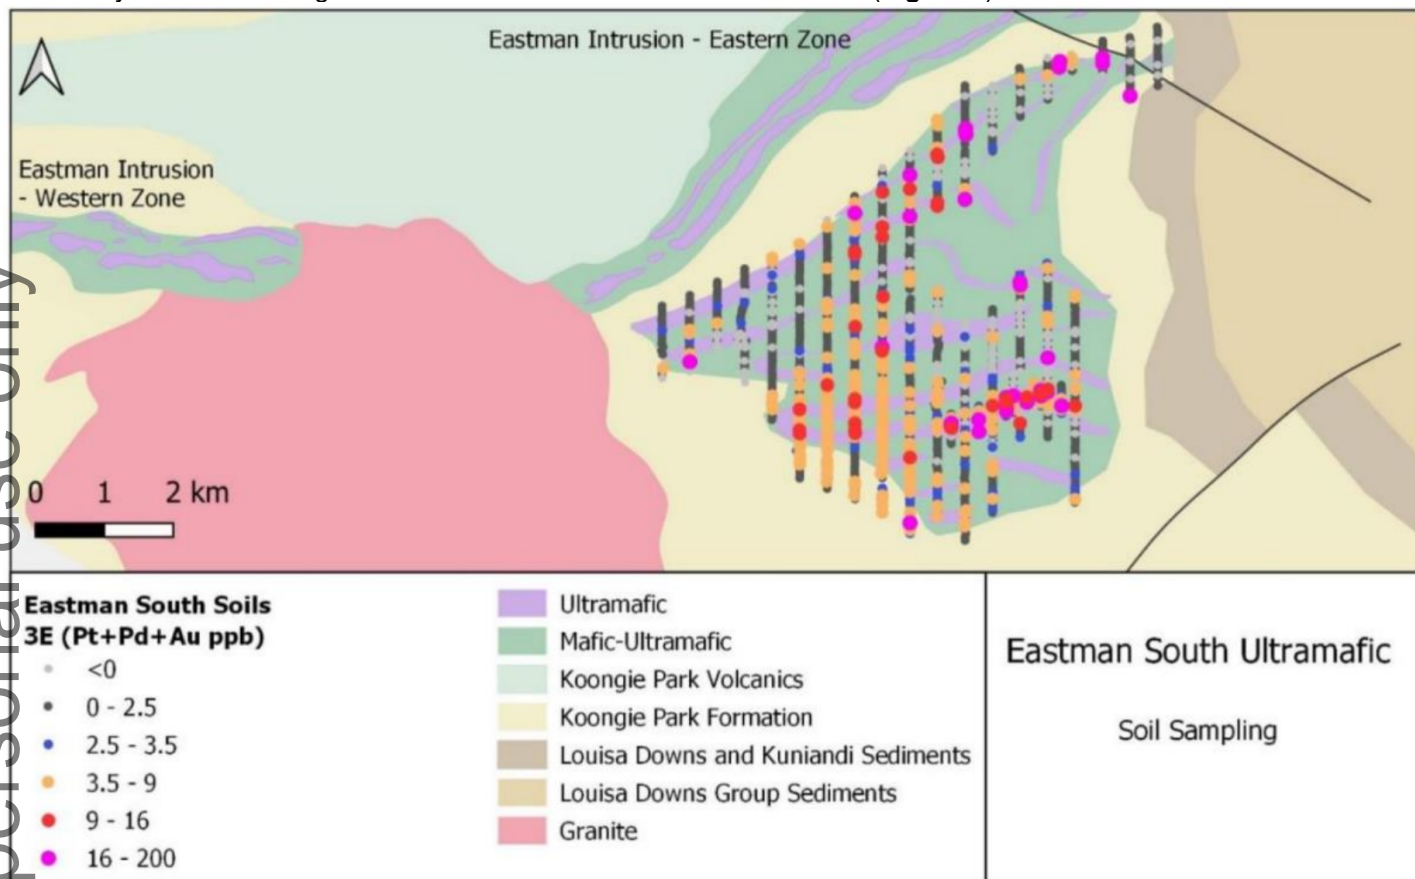 Eastman Intrusion - Eastern Zone
Eastman Intrusion
- Western Zone
0 1 2 km
Eastman South Soils
3E (Pt+Pd+Au ppb)
<0
0 - 2.5
2.5 - 3.5
3.5 - 9
9 - 16
16 - 200
Ultramafic
Mafic-Ultramafic
Koongie Park Volcanics
Koongie Park Formation
Louisa Downs and Kuniandi Sediments
Louisa Downs Group Sediments
Granite
Eastman South Ultramafic
Soil Sampling